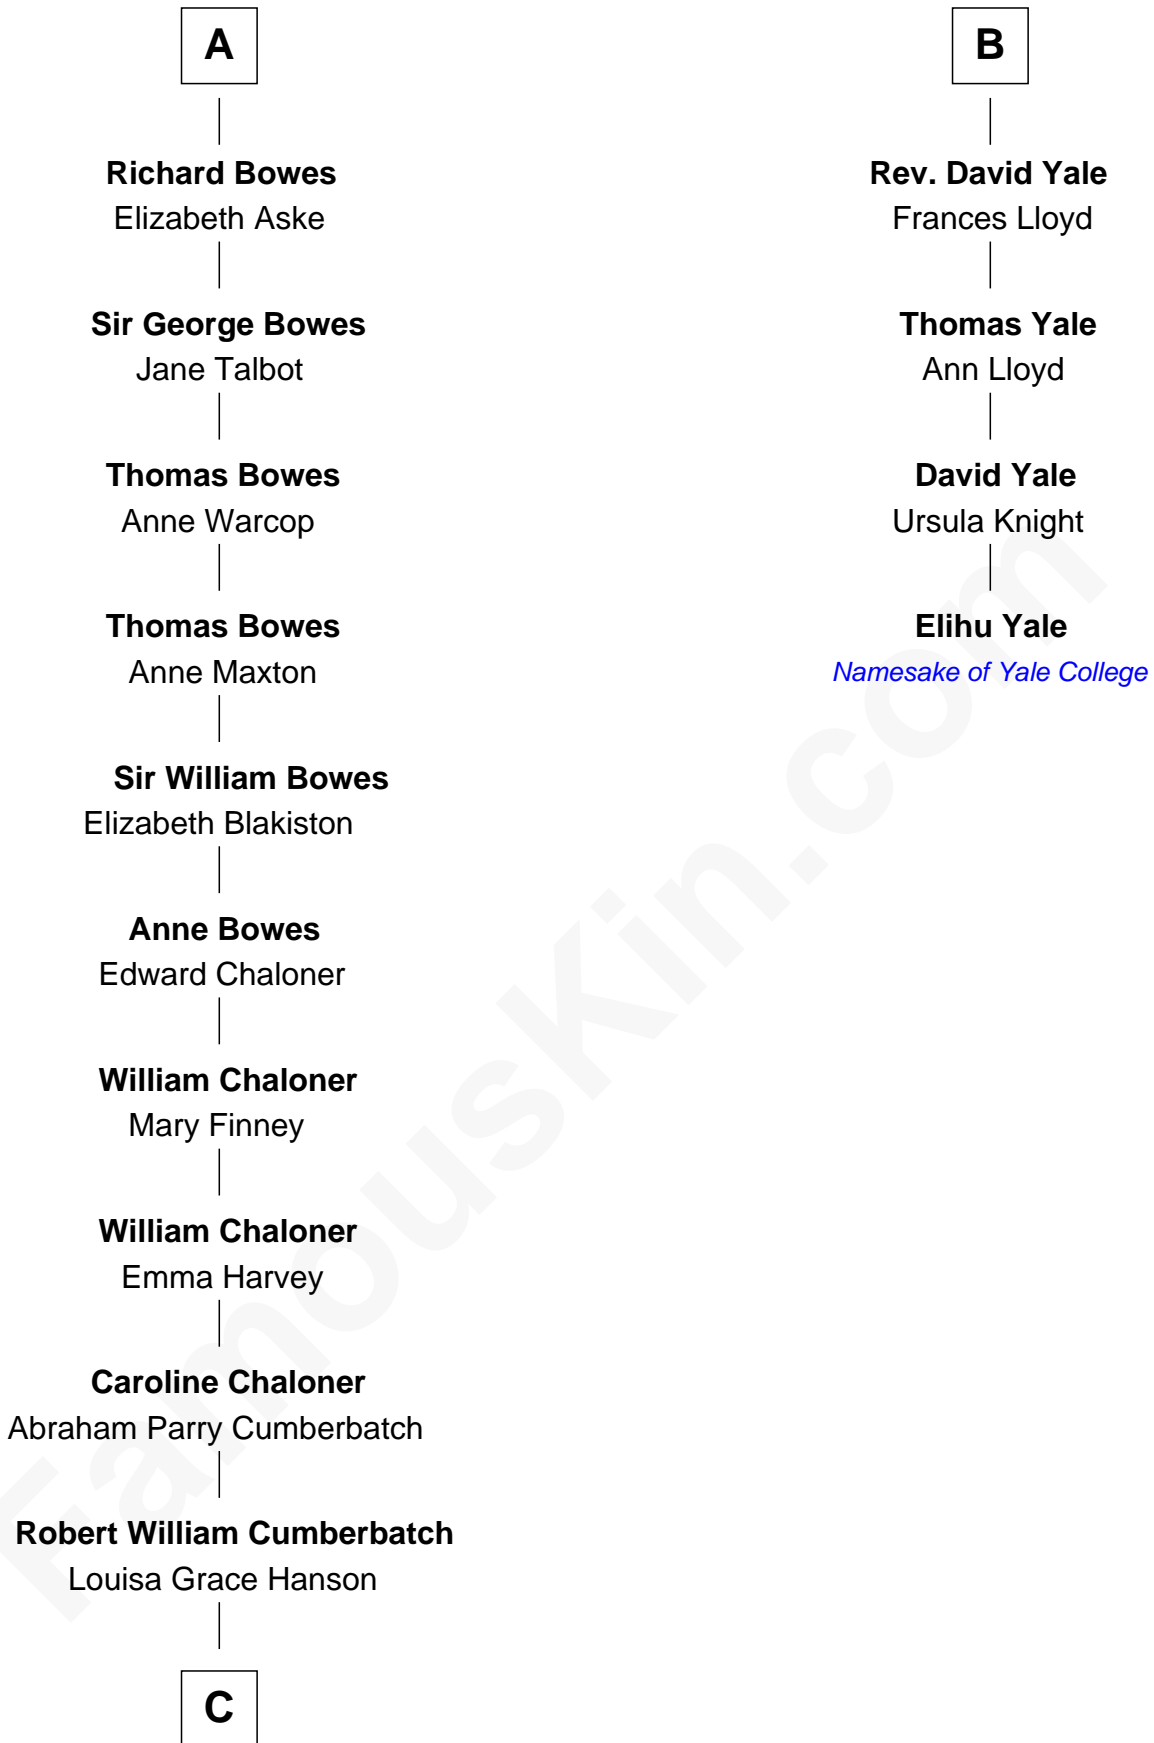 A
Richard Bowes
Elizabeth Aske
Sir George Bowes
Jane Talbot
Thomas Bowes
Anne Warcop
Thomas Bowes
Anne Maxton
Sir William Bowes
Elizabeth Blakiston
Anne Bowes
Edward Chaloner
William Chaloner
Mary Finney
William Chaloner
Emma Harvey
Caroline Chaloner
Abraham Parry Cumberbatch
Robert William Cumberbatch
Louisa Grace Hanson
C
B
Rev. David Yale
Frances Lloyd
Thomas Yale
Ann Lloyd
David Yale
Ursula Knight
Elihu Yale
Namesake of Yale College
FamousKin.com